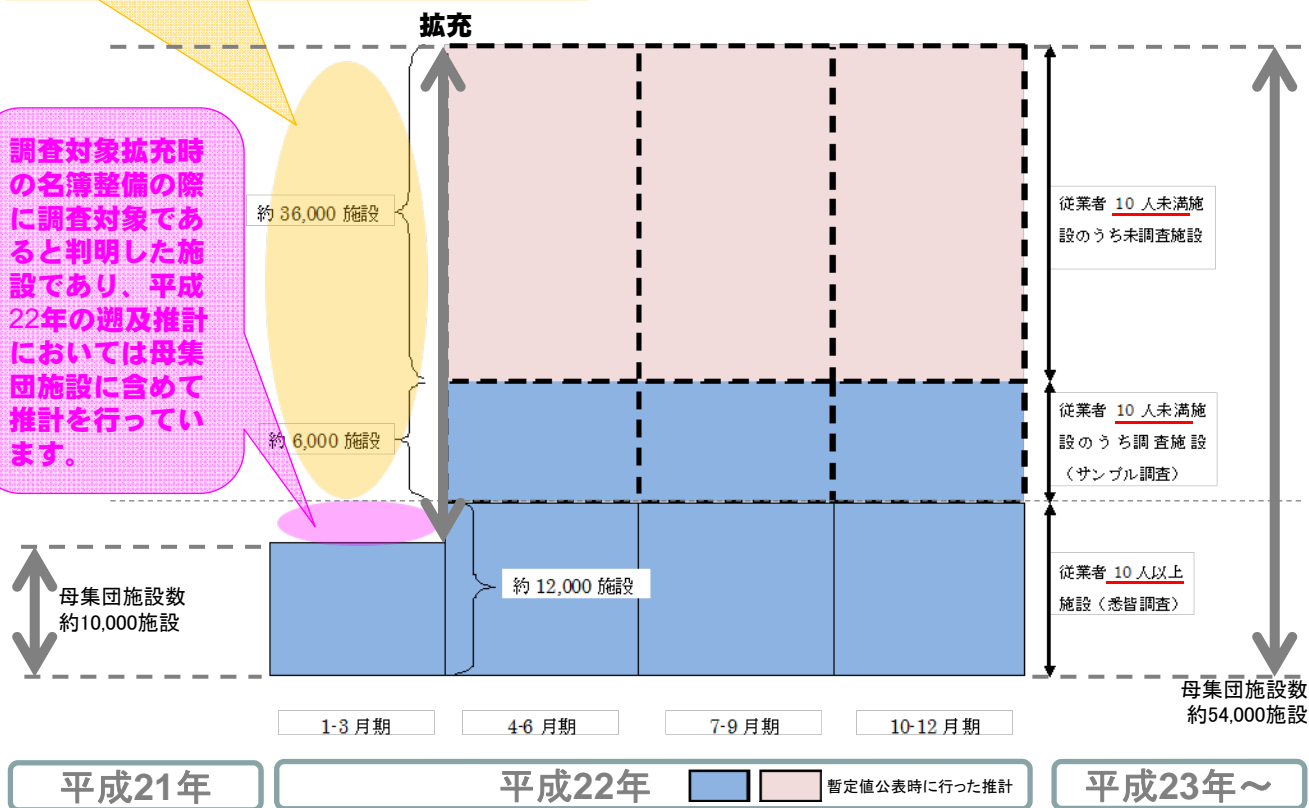 拡充
調査対象拡充時
の名簿整備の際
に調査対象であ
ると判明した施
設であり、平成
22年の遡及推計
においては母集
団施設に含めて
推計を行ってい
ます。
約 36,000 施設
約 6,000 施設
約 12,000 施設
母集団施設数
約10,000施設
従業者 10 人未満施
設のうち未調査施設
従業者 10 人未満施
設のうち調査施設
（サンプル調査）
従業者 10 人以上
施設（悉皆調査）
母集団施設数
約54,000施設
1-3 月期
4-6 月期
7-9 月期
10-12 月期
平成21年
平成22年
暫定値公表時に行った推計
平成23年～